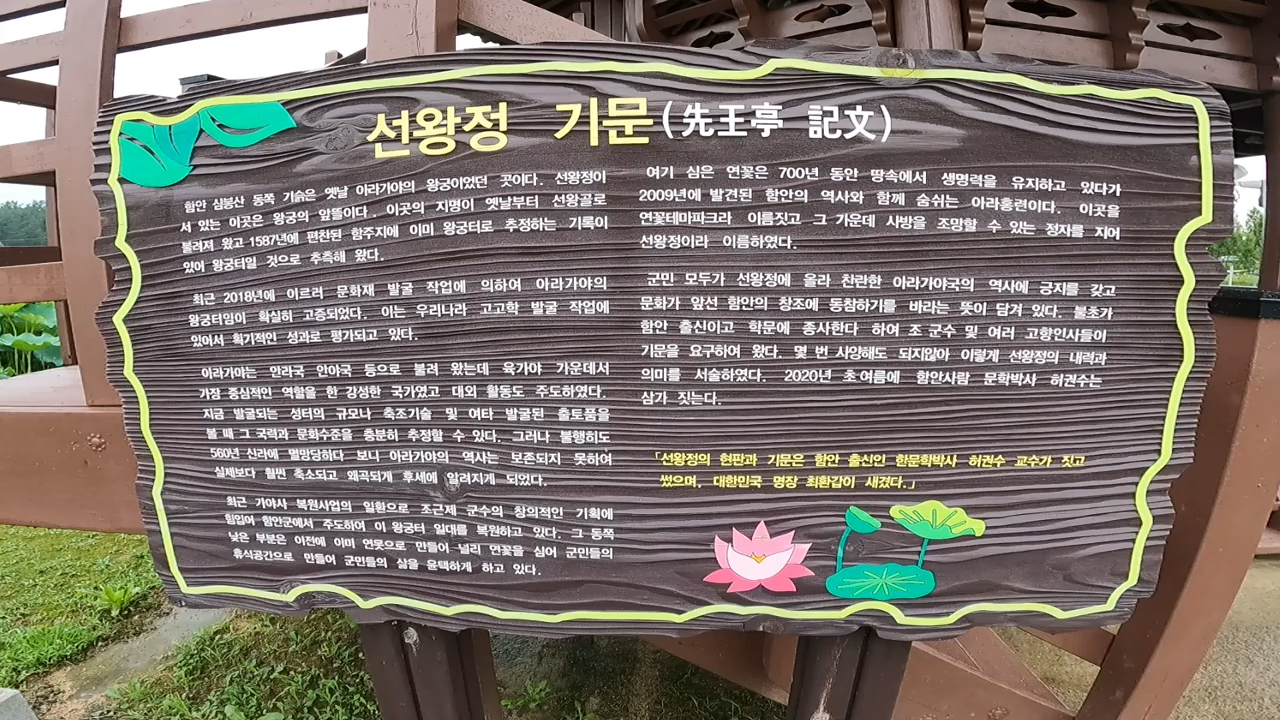 선왕정 기문(先王亭 記文)
함안 삼봉산 동쪽 기슭은 옛날 아라가야의 왕궁이었던 곳이다. 선왕정이
서 있는 이곳은 왕궁의 앞뜰이다. 이곳의 지명이 옛날부터 선왕골로
불려져 왔고 1587년에 편찬된 함주지에 이미 왕궁터로 추정하는 기록이
있어 왕궁터일 것으로 추측해 왔다.
최근 2018년에 이르러 문화재 발굴 작업에 의하여 아라가야의
왕궁터임이 확실히 고증되었다. 이는 우리나라 고고학 발굴 작업에
있어서 획기적인 성과로 평가되고 있다.
아라가야는 안라국 안야국 등으로 불려 왔는데 육가야 가운데서
가장 중심적인 역할을 한 강성한 국가였고 대외 활동도 주도하였다.
지금 발굴되는 성터의 규모나 축조기술 및 여타 발굴된 출토품을
볼 때 그 국력과 문화수준을 충분히 추정할 수 있다. 그러나 불행히도
560년 신라에 멸망당하다 보니 아라가야의 역사는 보존되지 못하여
실제보다 훨씬 축소되고 왜곡되게 후세에 알려지게 되었다.
최근 가야사 복원사업의 일환으로 조근제 군수의 창의적인 기획에
힘입어 함안군에서 주도하여 이 왕궁터 일대를 복원하고 있다. 그 동쪽
낮은 부분은 아전에 이미 연못으로 만들어 널리 연꽃을 심어 군민들의
휴식공간으로 만들어 군민들의 삶을 윤택하게 하고 있다.
여기 심은 연꽃은 700년 동안 땅속에서 생명력을 유지하고 있다가
2009년에 발견된 함안의 역사와 함께 숨쉬는 아라홍련이다. 이곳을
연꽃테마파크라 이름짓고 그 가운데 사방을 조망할 수 있는 정자를 지어
선왕정이라 이름하였다.
군민 모두가 선왕정에 올라 찬란한 아라가야국의 역사에 긍지를 갖고
문화가 앞선 함안의 창조에 동참하기를 바라는 뜻이 담겨 있다. 불초가
함안 출신이고 학문에 종사한다 하여 조 군수 및 여러 고향인사들이
기문을 요구하여 왔다. 몇 번 사양해도 되지않아 이렇게 선왕정의 내력과
의미를 서술하였다. 2020년 초여름에 함안사람 문학박사 허권수는
삼가 짓는다.
「선왕정의 현판과 기문은 함안 출신인 한문학박사 허권수 교수가 짓고
썼으며, 대한민국 명장 최환갑이 새겼다.」